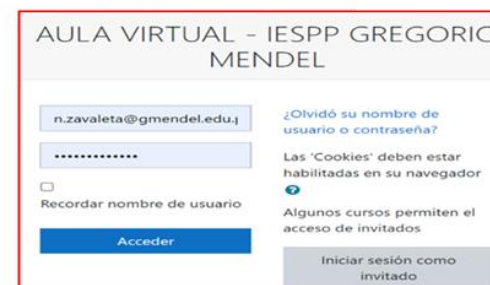 AULA VIRTUAL - IESPP GREGORIO
MENDEL
n.zavaleta@gmendel.edu.
•••••••••••••
Recordar nombre de usuario
Acceder
¿Olvidó su nombre de
usuario o contraseña?
Las 'Cookies' deben estar
habilitadas en su navegador
Algunos cursos permiten el
acceso de invitados
Iniciar sesión como
invitado